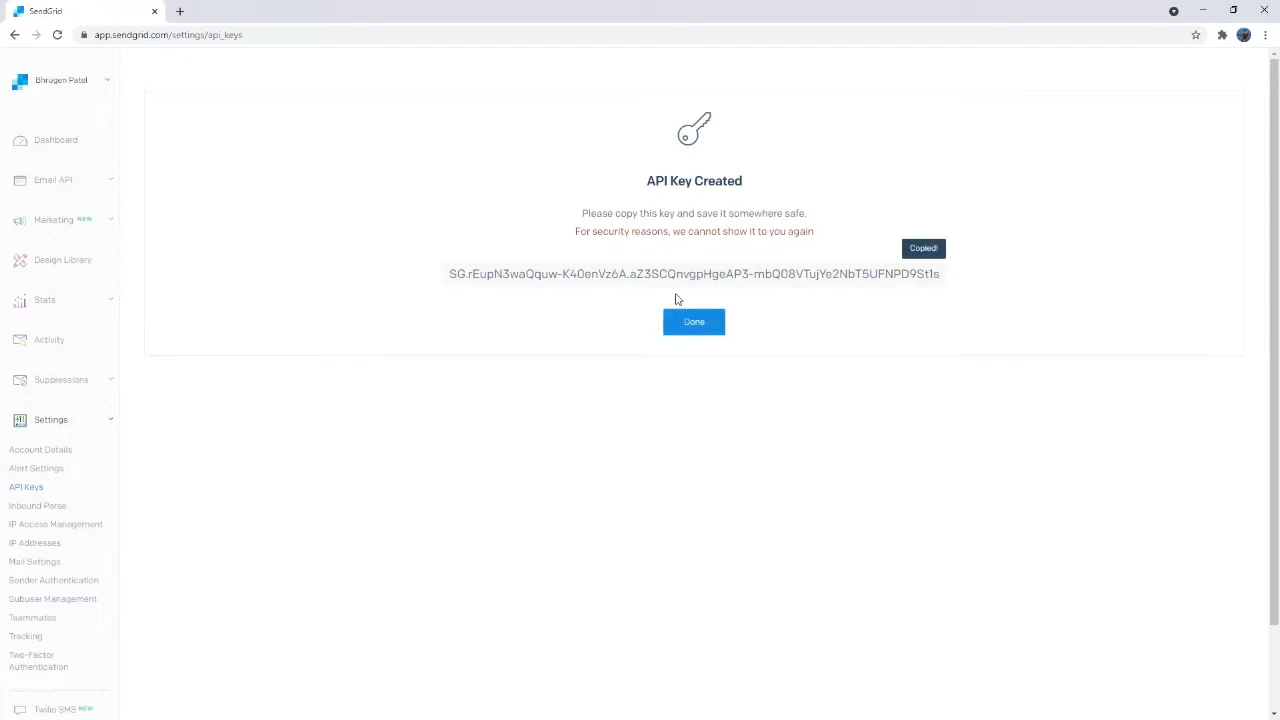 SendGrid
app.sendgrid.com/settings/api_keys
Bhrugen Patel
Dashboard
Email API
Marketing NEW
Design Library
Stats
Activity
Suppressions
Settings
Account Details
Alert Settings
API Keys
Inbound Parse
IP Access Management
IP Addresses
Mail Settings
Sender Authentication
Subuser Management
Teammates
Tracking
Two-Factor
Authentication
Twilio SMS NEW
API Key Created
Please copy this key and save it somewhere safe.
For security reasons, we cannot show it to you again
Copied!
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
Done